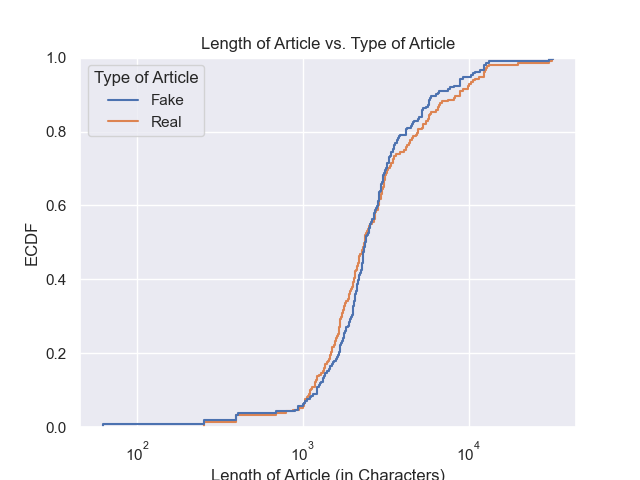 Length of Article vs. Type of Article
Type of Article
Fake
Real
1.0
0.8
0.6
0.4
0.2
0.0
ECDF
10² 10³ 10⁴
Length of Article (in Characters)